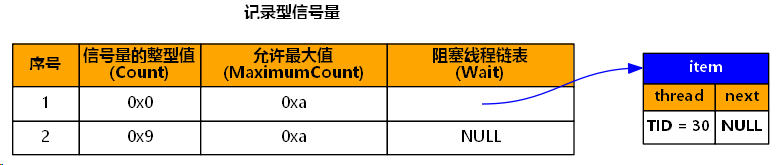 记录型信号量
序号 信号量的整型值 (Count) 允许最大值 (MaximumCount) 阻塞线程链表 (Wait)
1 0x0 0xa
2 0x9 0xa NULL
item
thread next
TID = 30 NULL